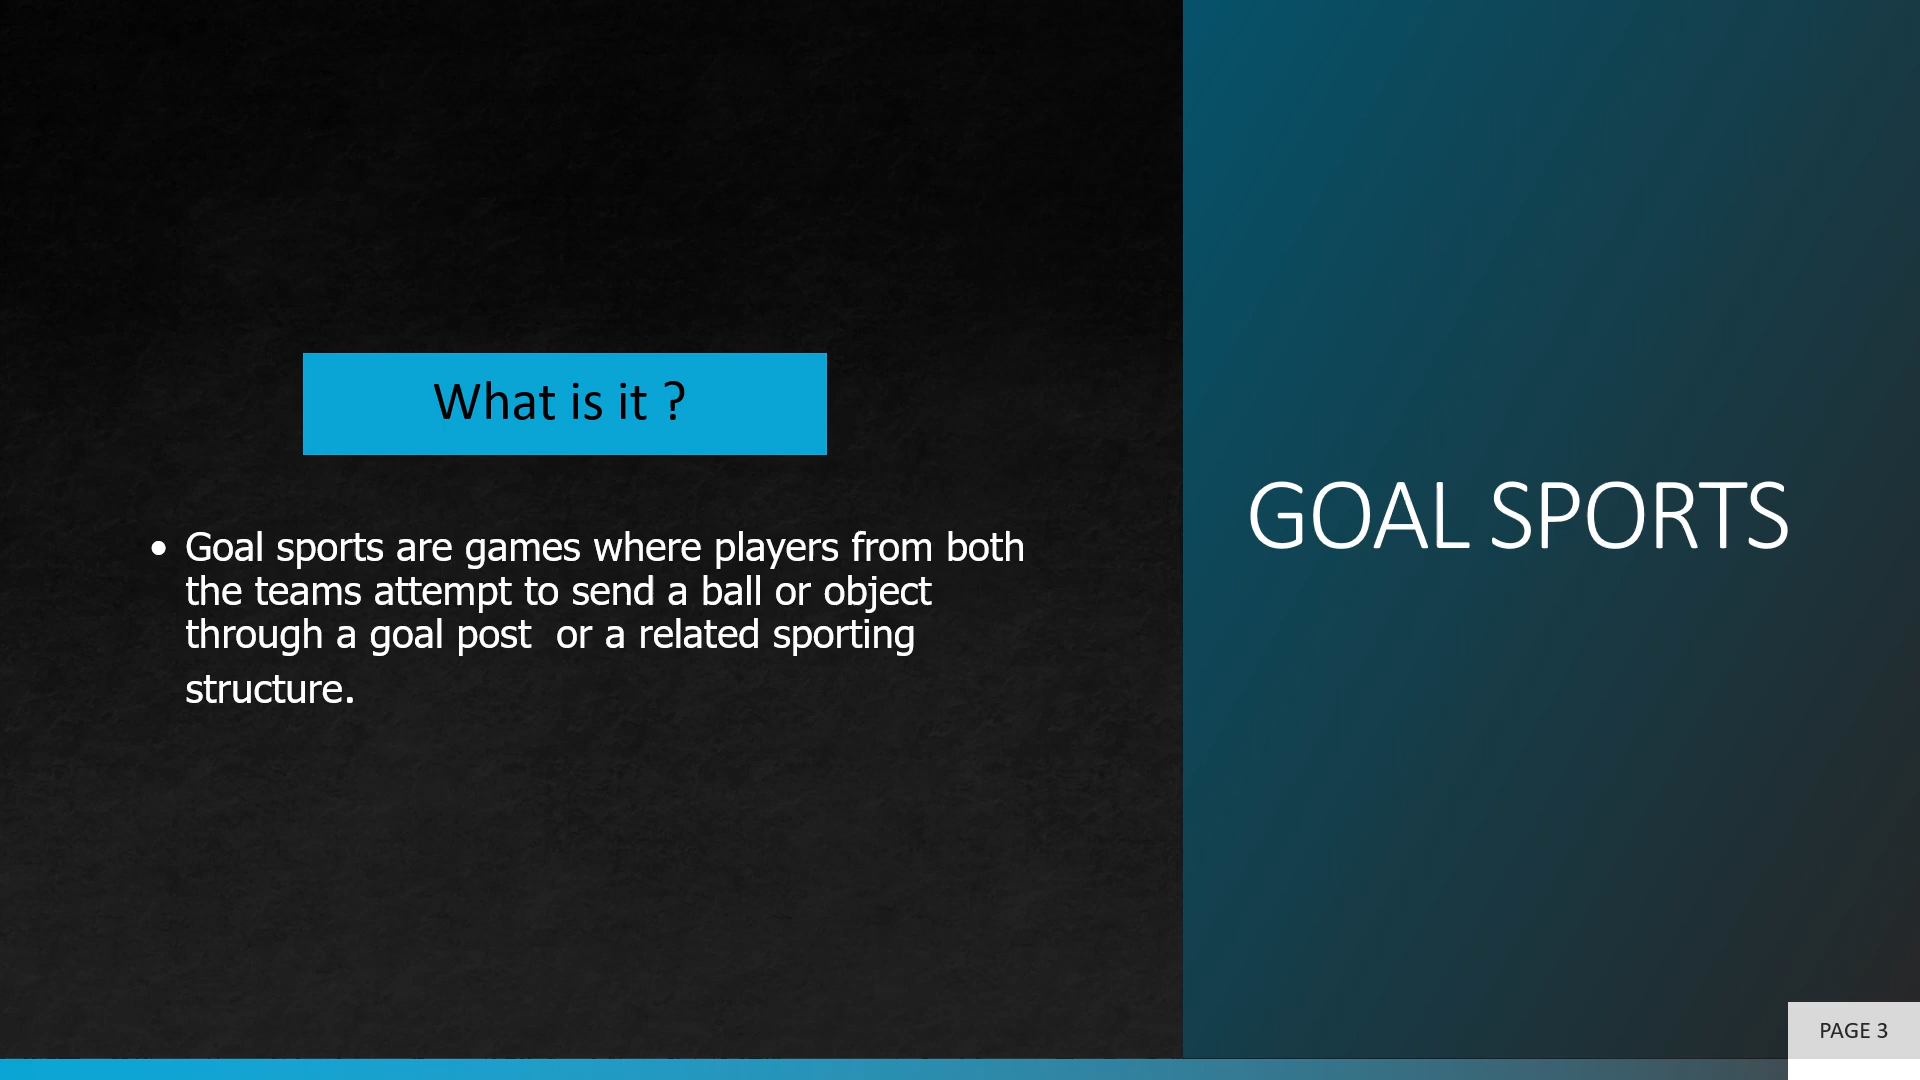 What is it ?
• Goal sports are games where players from both
the teams attempt to send a ball or object
through a goal post  or a related sporting
structure.
GOAL SPORTS
PAGE 3